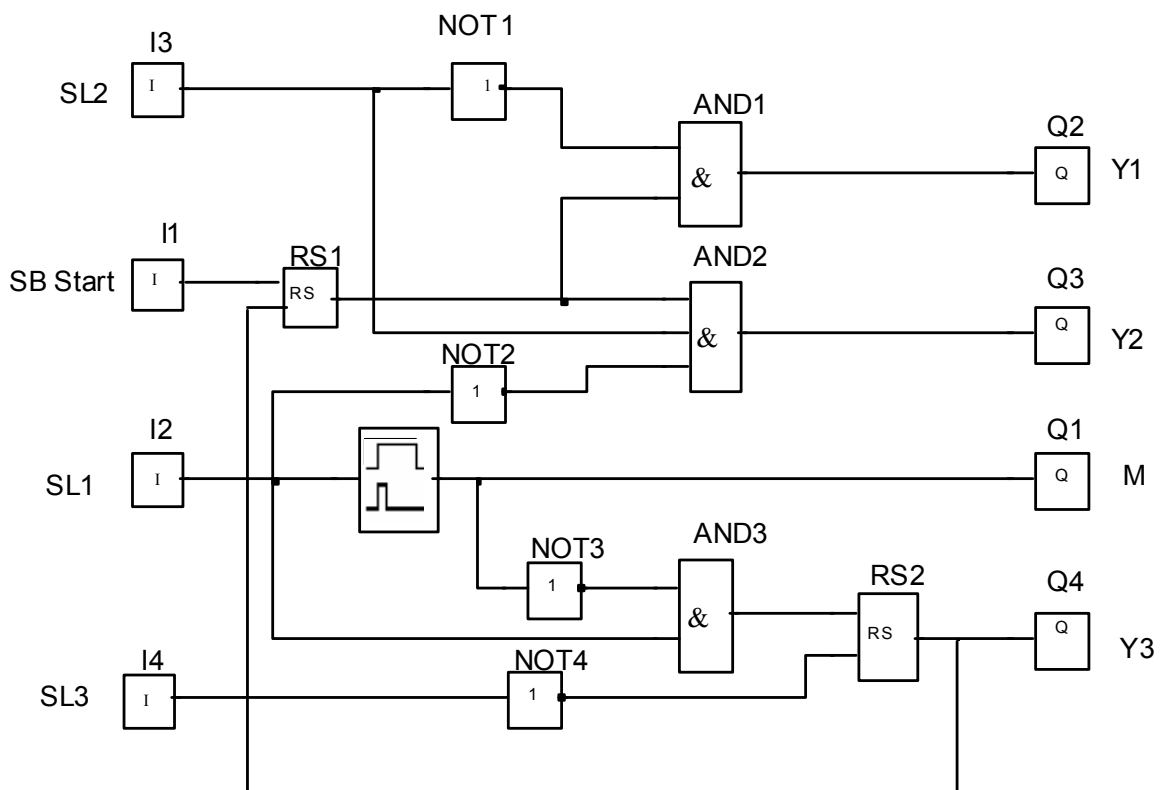 NOT1
I3
SL2
I
1
AND1
&
Q2
Q
Y1
I1
SB Start
I
RS1
RS
AND2
&
Q3
Q
Y2
NOT2
1
I2
SL1
I
Q1
Q
M
NOT3
1
AND3
&
RS2
RS
Q4
Q
Y3
I4
SL3
I
NOT4
1